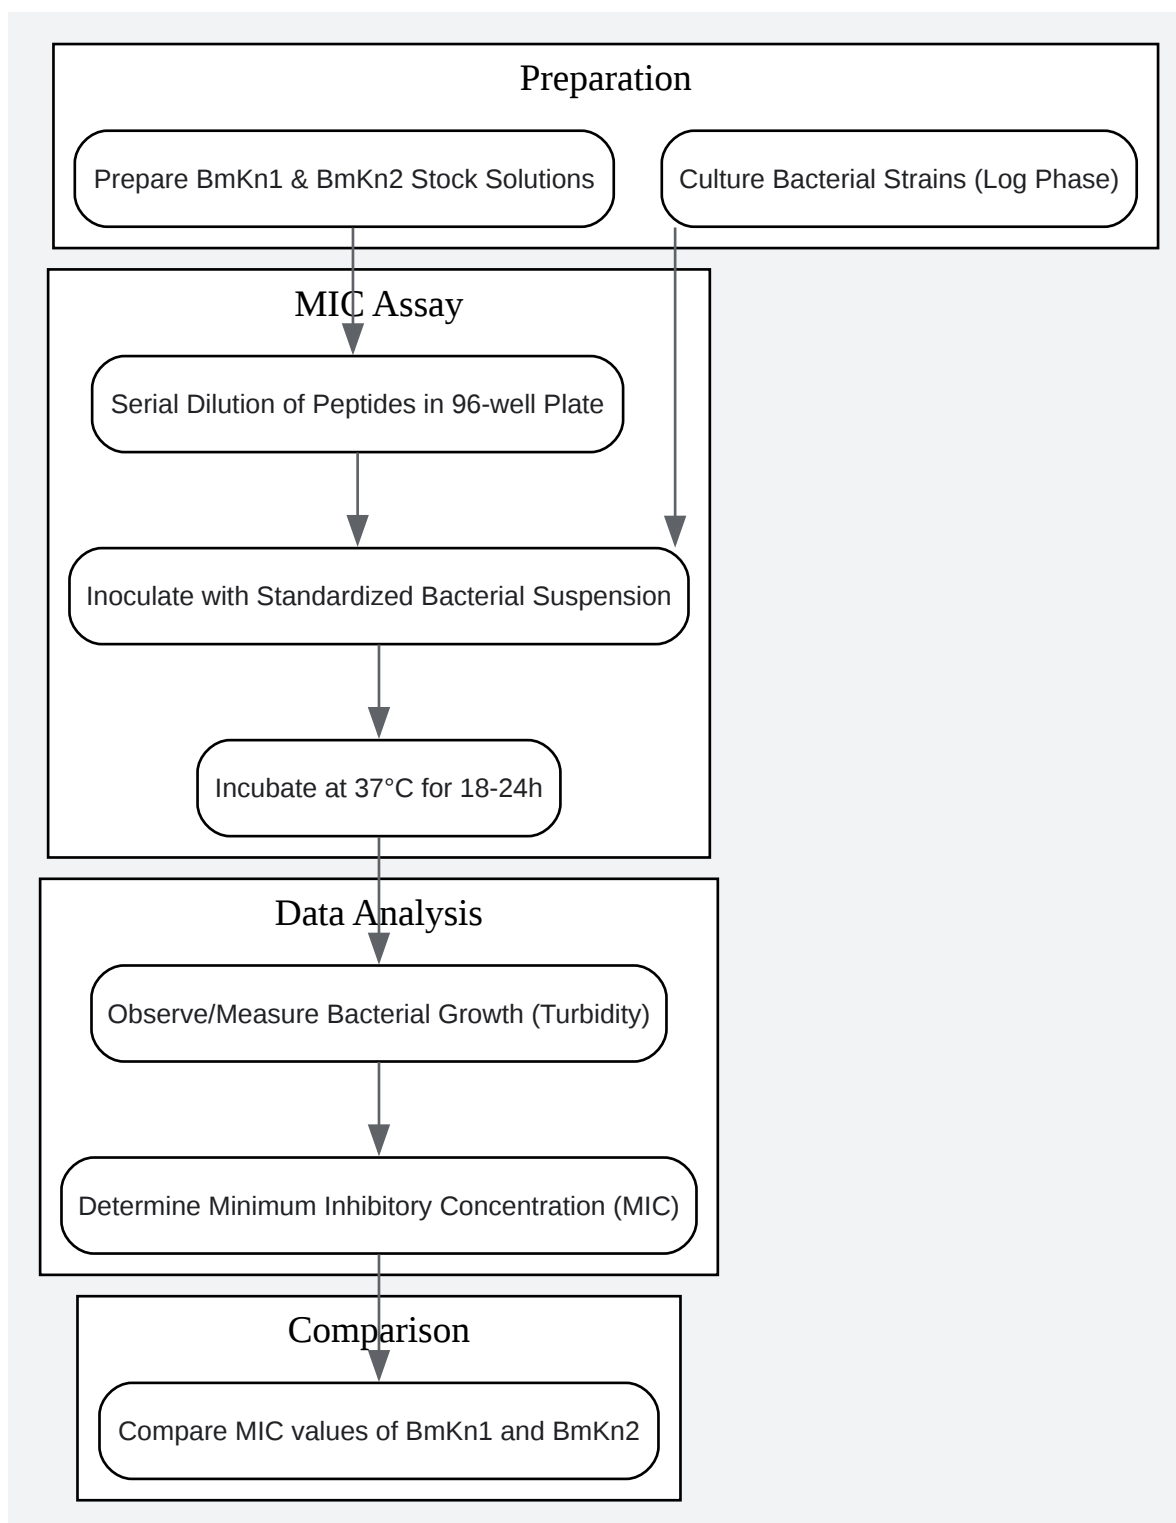 Preparation
Prepare BmKn1 & BmKn2 Stock Solutions
Culture Bacterial Strains (Log Phase)
MIC Assay
Serial Dilution of Peptides in 96-well Plate
Inoculate with Standardized Bacterial Suspension
Incubate at 37°C for 18-24h
Data Analysis
Observe/Measure Bacterial Growth (Turbidity)
Determine Minimum Inhibitory Concentration (MIC)
Comparison
Compare MIC values of BmKn1 and BmKn2